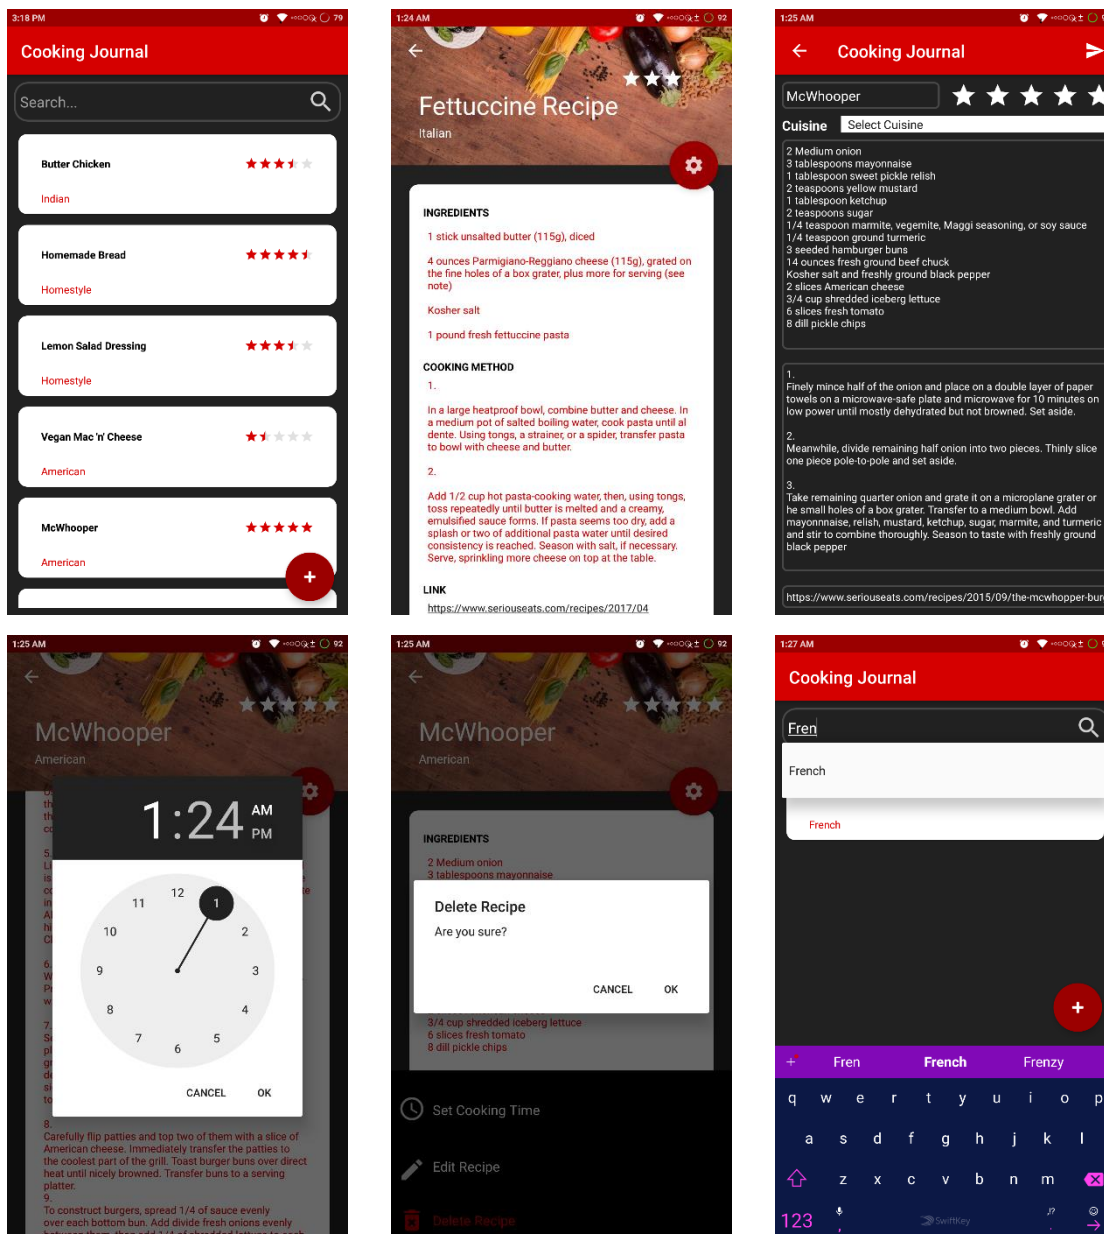 3:18 PM
79
Cooking Journal
Search...
Butter Chicken
Indian
Homemade Bread
Homestyle
Lemon Salad Dressing
Homestyle
Vegan Mac 'n' Cheese
American
McWhooper
American
+
1:24 AM
92
Fettuccine Recipe
Italian
INGREDIENTS
1 stick unsalted butter (115g), diced
4 ounces Parmigiano-Reggiano cheese (115g), grated on
the fine holes of a box grater, plus more for serving (see
note)
Kosher salt
1 pound fresh fettuccine pasta
COOKING METHOD
1.
In a large heatproof bowl, combine butter and cheese. In
a medium pot of salted boiling water, cook pasta until al
dente. Using tongs, a strainer, or a spider, transfer pasta
to bowl with cheese and butter.
2.
Add 1/2 cup hot pasta-cooking water, then, using tongs,
toss repeatedly until butter is melted and a creamy,
emulsified sauce forms. If pasta seems too dry, add a
splash or two of additional pasta water until desired
consistency is reached. Season with salt, if necessary.
Serve, sprinkling more cheese on top at the table.
LINK
https://www.seriouseats.com/recipes/2017/04
1:25 AM
Cooking Journal
McWhooper
Cuisine Select Cuisine
2 Medium onion
3 tablespoons mayonnaise
1 tablespoon sweet pickle relish
2 teaspoons yellow mustard
1 tablespoon ketchup
2 teaspoons sugar
1/4 teaspoon marmite, vegemite, Maggi seasoning, or soy sauce
1/4 teaspoon ground turmeric
3 seeded hamburger buns
14 ounces fresh ground beef chuck
Kosher salt and freshly ground black pepper
2 slices American cheese
3/4 cup shredded iceberg lettuce
6 slices fresh tomato
8 dill pickle chips
1.
Finely mince half of the onion and place on a double layer of paper
towels on a microwave-safe plate and microwave for 10 minutes on
low power until mostly dehydrated but not browned. Set aside.
2.
Meanwhile, divide remaining half onion into two pieces. Thinly slice
one piece pole-to-pole and set aside.
3.
Take remaining quarter onion and grate it on a microplane grater or
he small holes of a box grater. Transfer to a medium bowl. Add
mayonnnaise, relish, mustard, ketchup, sugar, marmite, and turmeric
and stir to combine thoroughly. Season to taste with freshly ground
black pepper
https://www.seriouseats.com/recipes/2015/09/the-mcwhopper-bur
1:25 AM
92
McWhooper
American
1:24 AM
PM
12
1
2
3
4
5
6
7
8
9
10
11
CANCEL OK
8.
Carefully flip patties and top two of them with a slice of
American cheese. Immediately transfer the patties to
the coolest part of the grill. Toast burger buns over direct
heat until nicely browned. Transfer buns to a serving
platter.
9.
To construct burgers, spread 1/4 of sauce evenly
over each bottom bun. Add divide fresh onions evenly
1:25 AM
92
McWhooper
American
INGREDIENTS
2 Medium onion
3 tablespoons mayonnaise
Delete Recipe
Are you sure?
CANCEL OK
3/4 cup shredded iceberg lettuce
6 slices fresh tomato
8 dill pickle chips
Set Cooking Time
Edit Recipe
Delete Recipe
1:27 AM
Cooking Journal
Fren
French
French
+
+ Fren French Frenzy
q w e r t y u i o p
a s d f g h j k l
z x c v b n m
123 , SwiftKey . !?